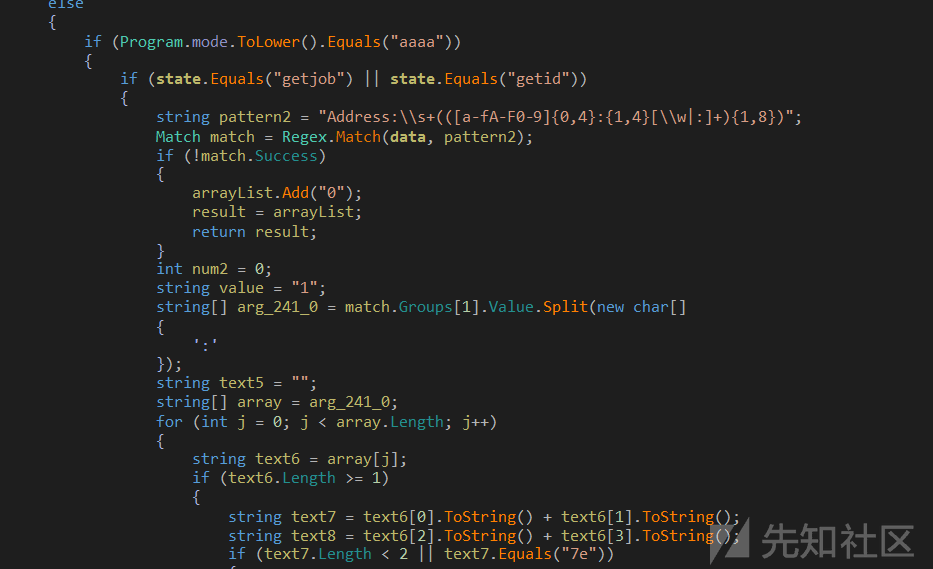 else
{
if (Program.mode.ToLower().Equals("aaaa"))
{
if (state.Equals("getjob") || state.Equals("getid"))
{
string pattern2 = "Address:\\s+(([a-fA-F0-9]{0,4}:{1,4}[\\w|:]+){1,8})";
Match match = Regex.Match(data, pattern2);
if (!match.Success)
{
arrayList.Add("0");
result = arrayList;
return result;
}
int num2 = 0;
string value = "1";
string[] arg_241_0 = match.Groups[1].Value.Split(new char[]
{
':'
});
string text5 = "";
string[] array = arg_241_0;
for (int j = 0; j < array.Length; j++)
{
string text6 = array[j];
if (text6.Length >= 1)
{
string text7 = text6[0].ToString() + text6[1].ToString();
string text8 = text6[2].ToString() + text6[3].ToString();
if (text7.Length < 2 || text7.Equals("7e"))
先知社区